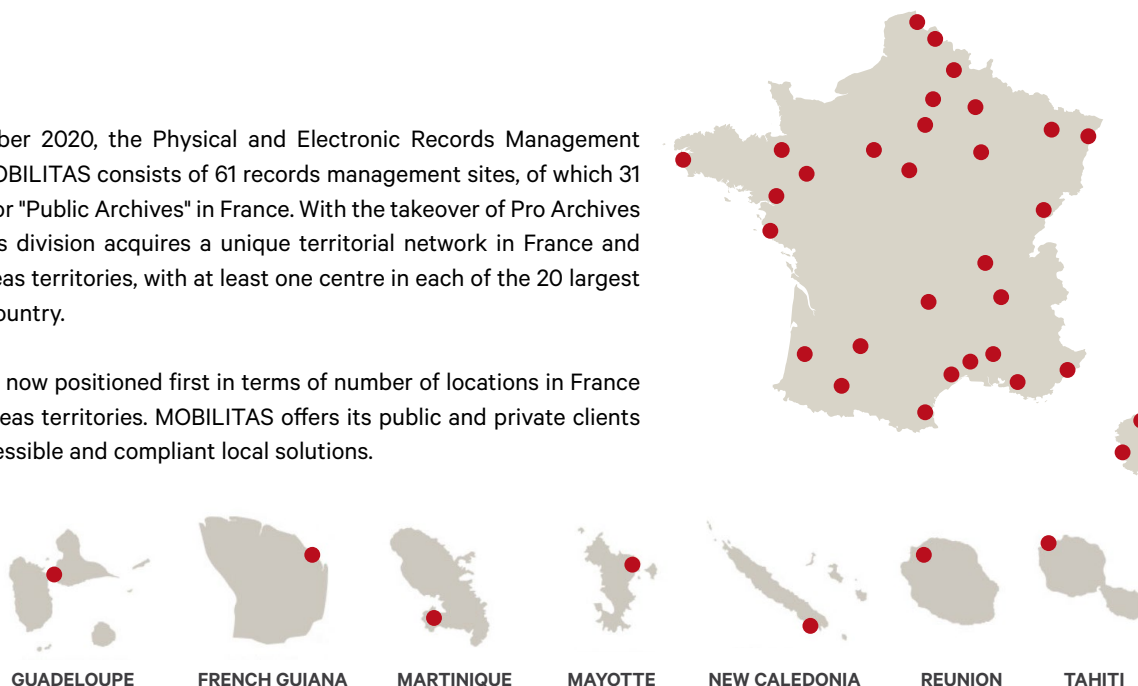 ber 2020, the Physical and Electronic Records Management
OBILITAS consists of 61 records management sites, of which 31
or "Public Archives" in France. With the takeover of Pro Archives
s division acquires a unique territorial network in France and
eas territories, with at least one centre in each of the 20 largest
ountry.
now positioned first in terms of number of locations in France
eas territories. MOBILITAS offers its public and private clients
essible and compliant local solutions.
GUADELOUPE FRENCH GUIANA MARTINIQUE MAYOTTE NEW CALEDONIA REUNION TAHITI